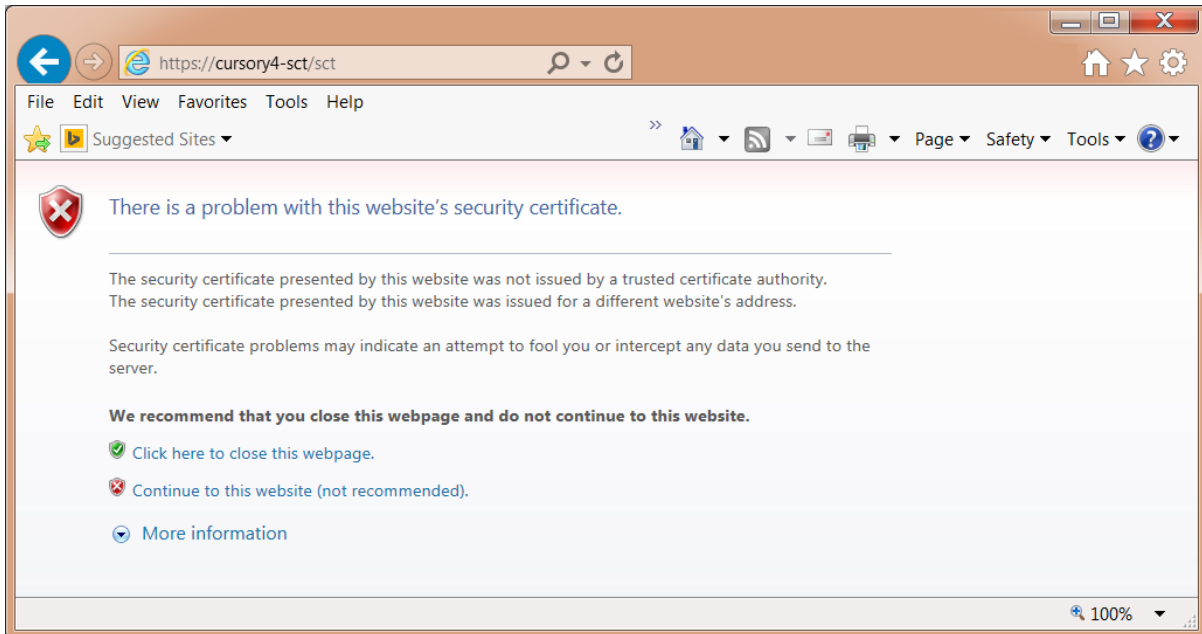 https://cursory4-sct/sct
File Edit View Favorites Tools Help
Suggested Sites
Page Safety Tools
There is a problem with this website's security certificate.
The security certificate presented by this website was not issued by a trusted certificate authority.
The security certificate presented by this website was issued for a different website's address.
Security certificate problems may indicate an attempt to fool you or intercept any data you send to the
server.
We recommend that you close this webpage and do not continue to this website.
Click here to close this webpage.
Continue to this website (not recommended).
More information
100%